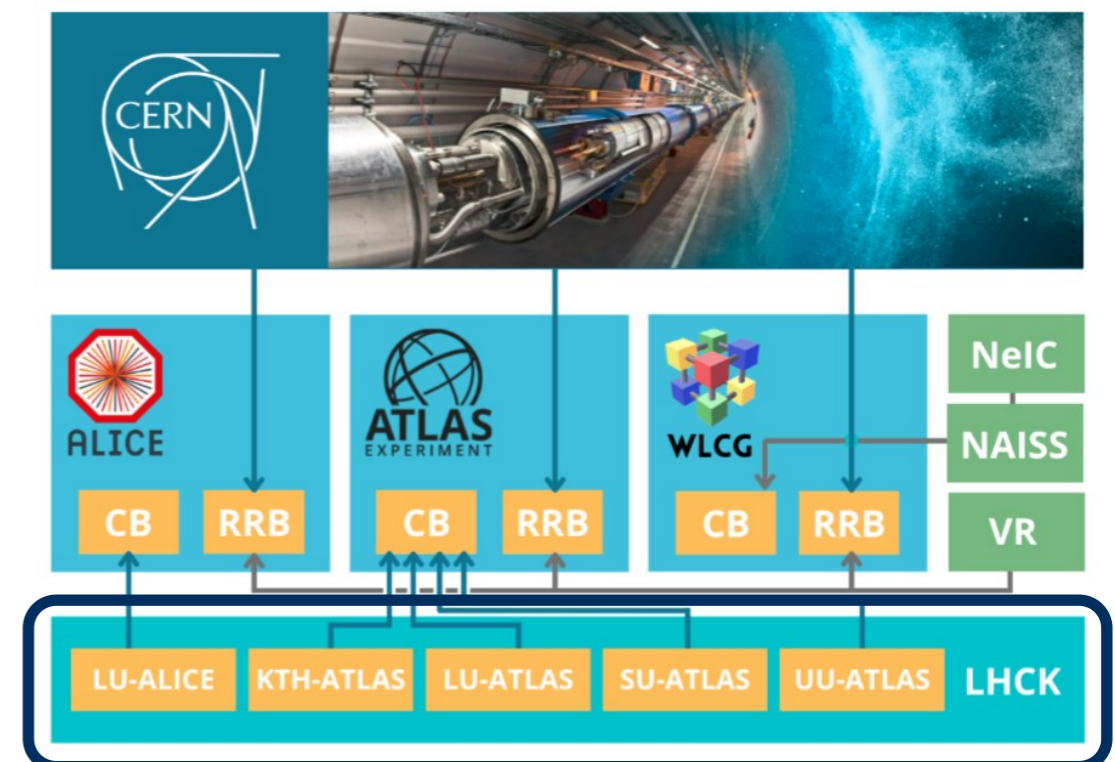 CERN
ALICE
ATLAS
EXPERIMENT
WLCG
NeIC
NAISS
VR
CB
RRB
CB
RRB
CB
RRB
LU-ALICE
KTH-ATLAS
LU-ATLAS
SU-ATLAS
UU-ATLAS
LHCK